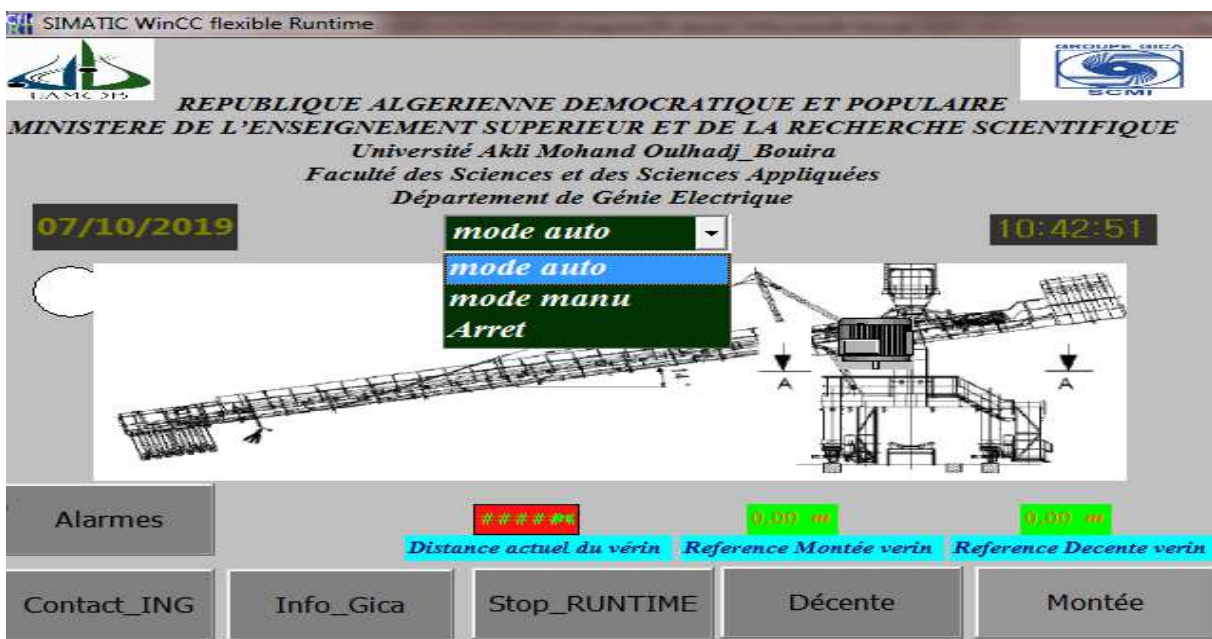 SIMATIC WinCC flexible Runtime
GROUPE GICA
SCMI
REPUBLIQUE ALGERIENNE DEMOCRATIQUE ET POPULAIRE
MINISTERE DE L'ENSEIGNEMENT SUPERIEUR ET DE LA RECHERCHE SCIENTIFIQUE
Université Akli Mohand Oulhadj_Bouira
Faculté des Sciences et des Sciences Appliquées
Département de Génie Electrique
07/10/2019
mode auto
10:42:51
mode auto
mode manu
Arret
A
A
Alarmes
0,00 m
0,00 m
Distance actuel du vérin
Reference Montée verin
Reference Decente verin
Contact_ING
Info_Gica
Stop_RUNTIME
Décente
Montée